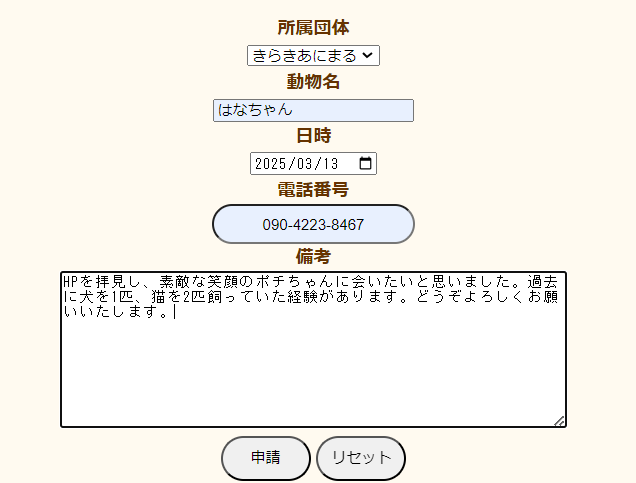 所属団体
きらきあにまる
動物名
はなちゃん
日時
2025/03/13
電話番号
090-4223-8467
備考
HPを拝見し、素敵な笑顔のポチちゃんに会いたいと思いました。過去
に犬を1匹、猫を2匹飼っていた経験があります。どうぞよろしくお願
いいたします。
申請 リセット